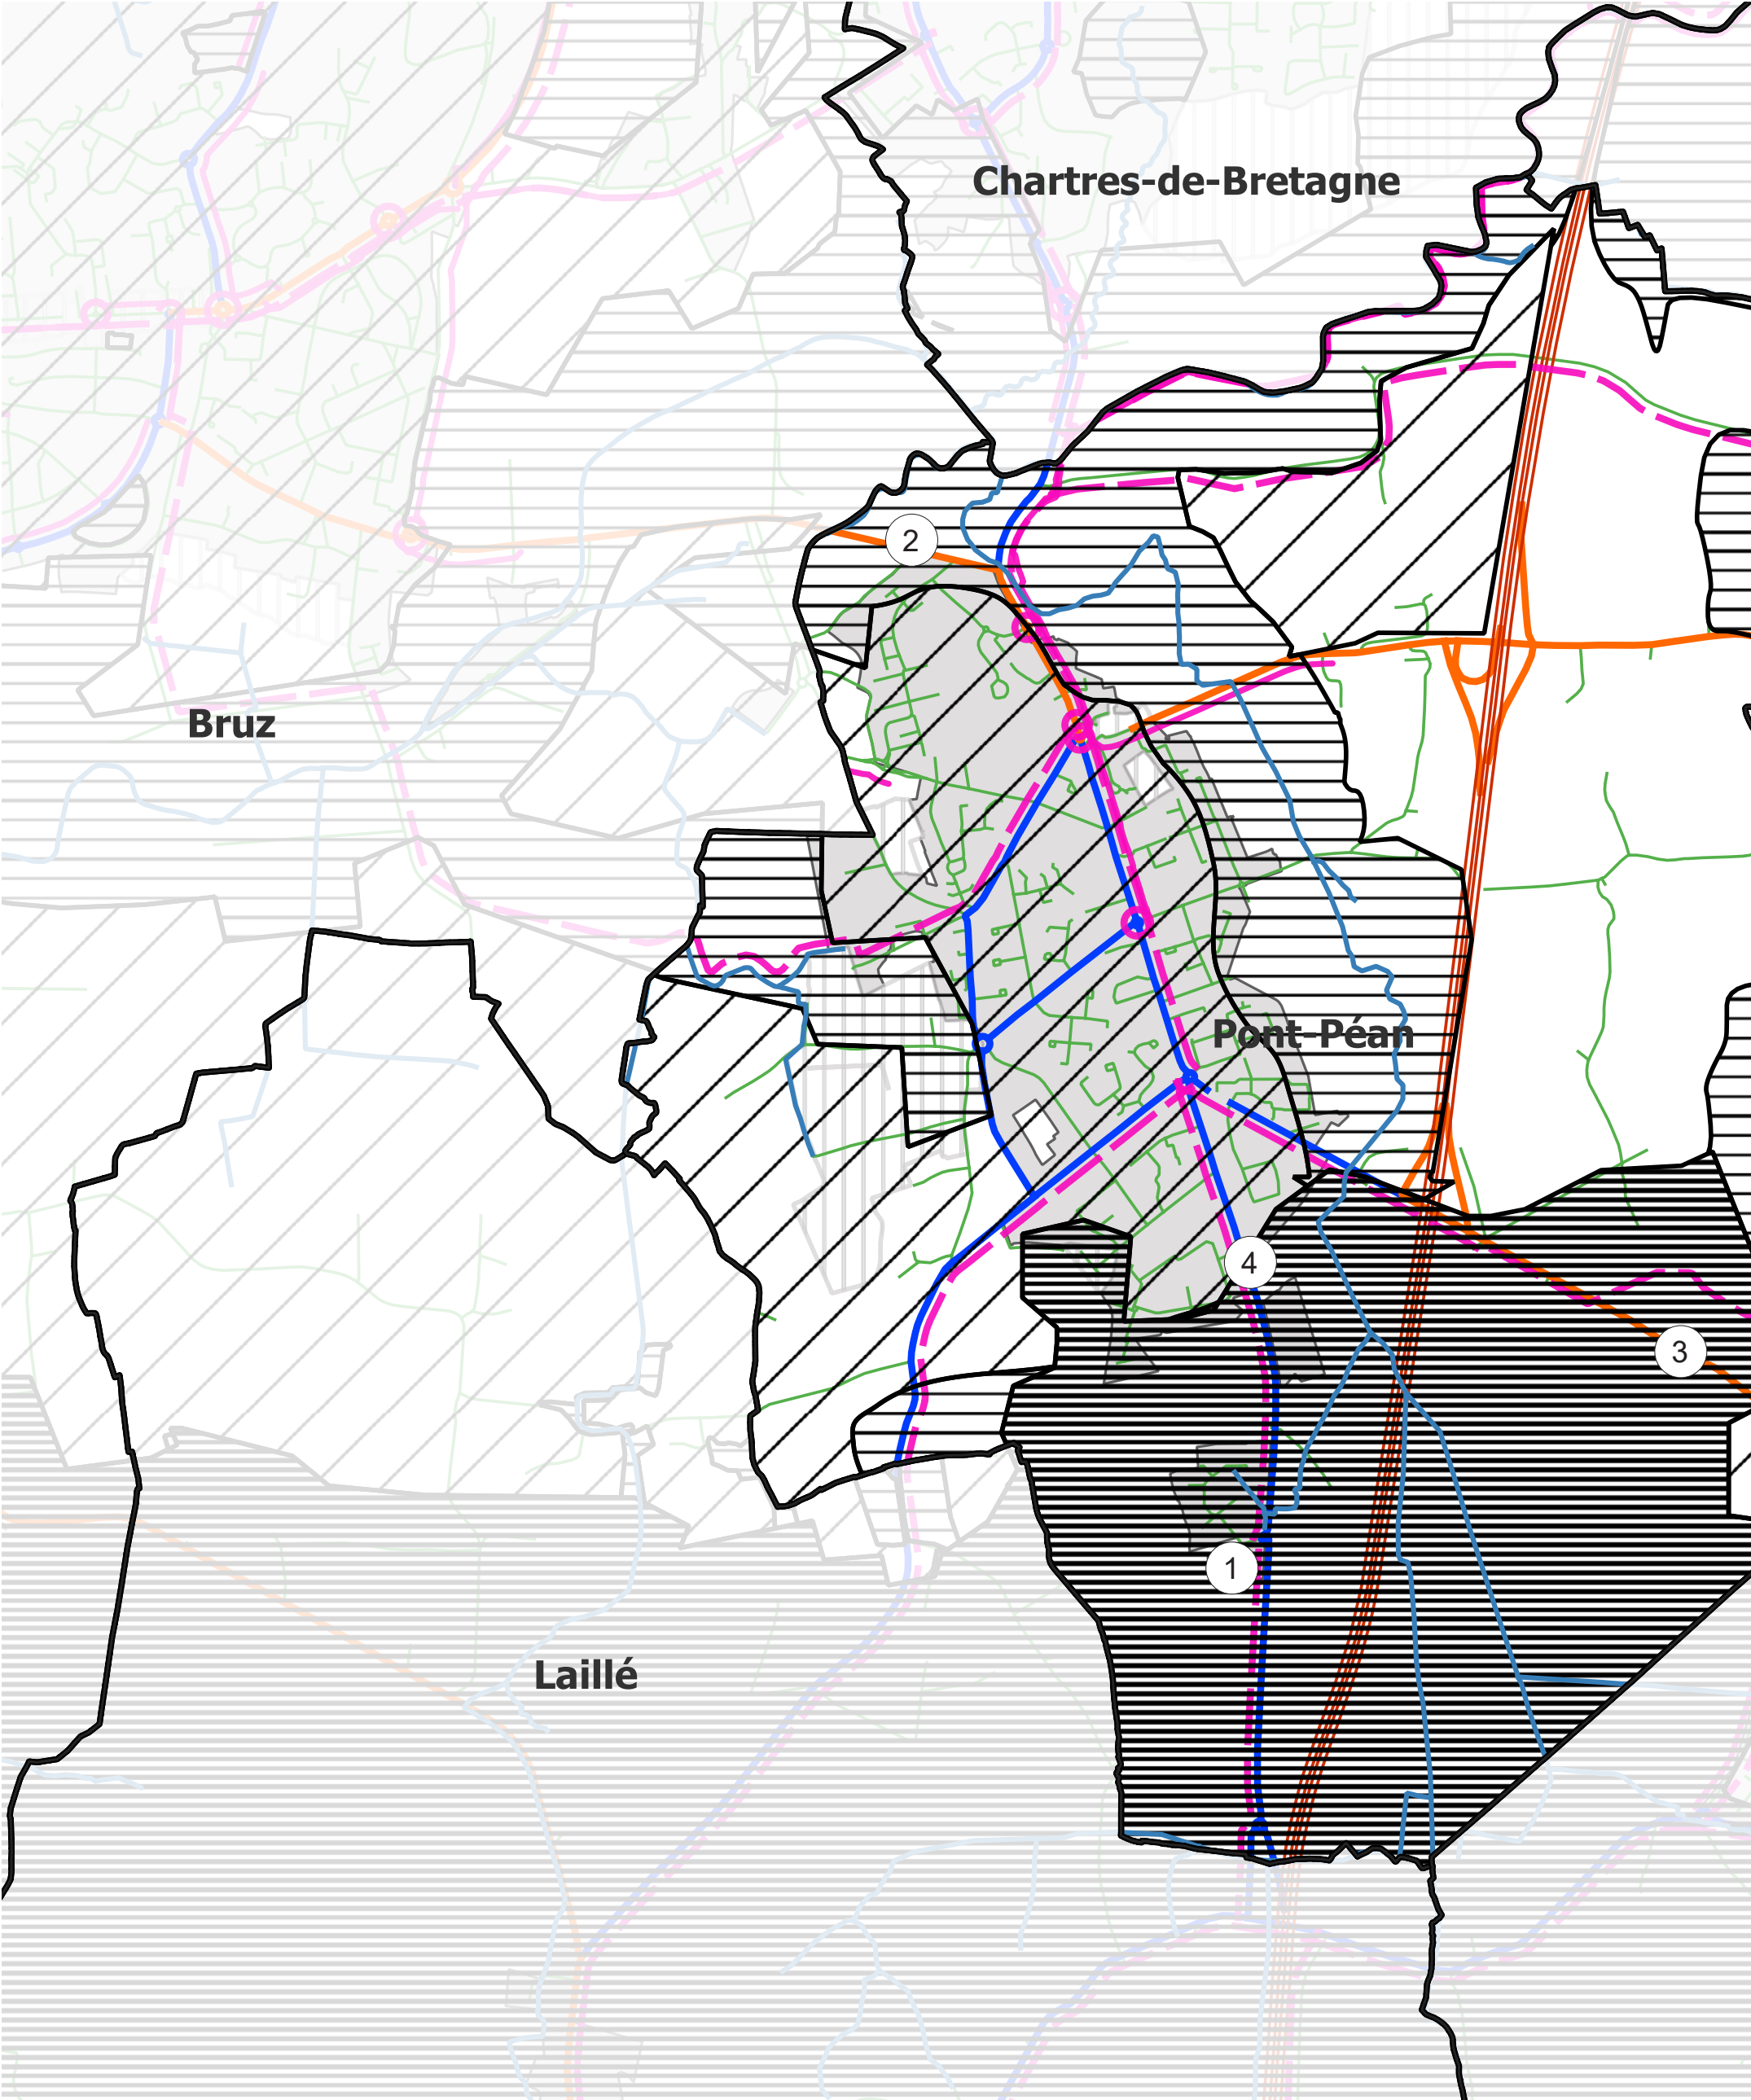 Chartres-de-Bretagne
2
Bruz
Pont-Péan
4
3
1
Laillé